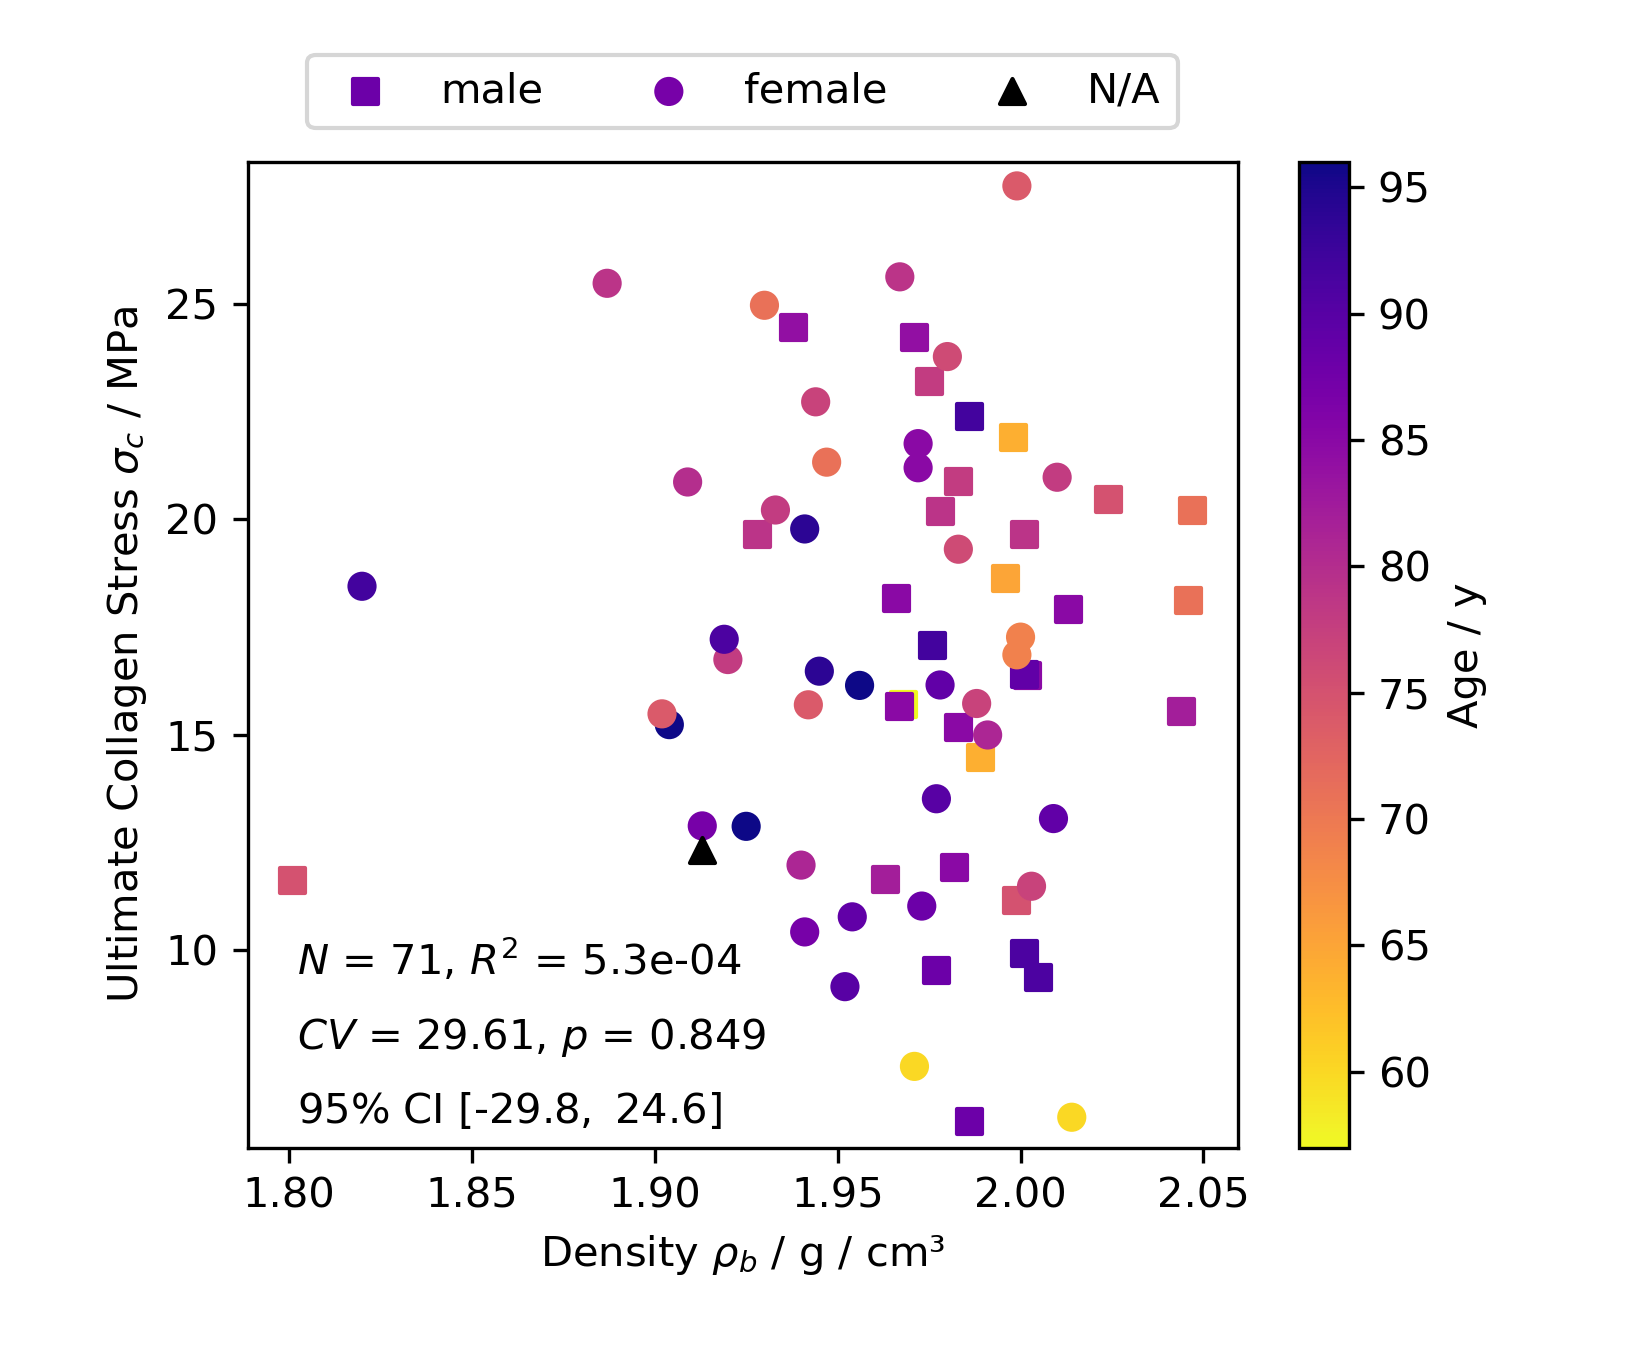 male female N/A
25
20
15
10
Ultimate Collagen Stress σc / MPa
N = 71, R² = 5.3e-04
CV = 29.61, p = 0.849
95% CI [-29.8, 24.6]
1.80 1.85 1.90 1.95 2.00 2.05
Density ρb / g / cm³
95
90
85
80
75
70
65
60
Age / y